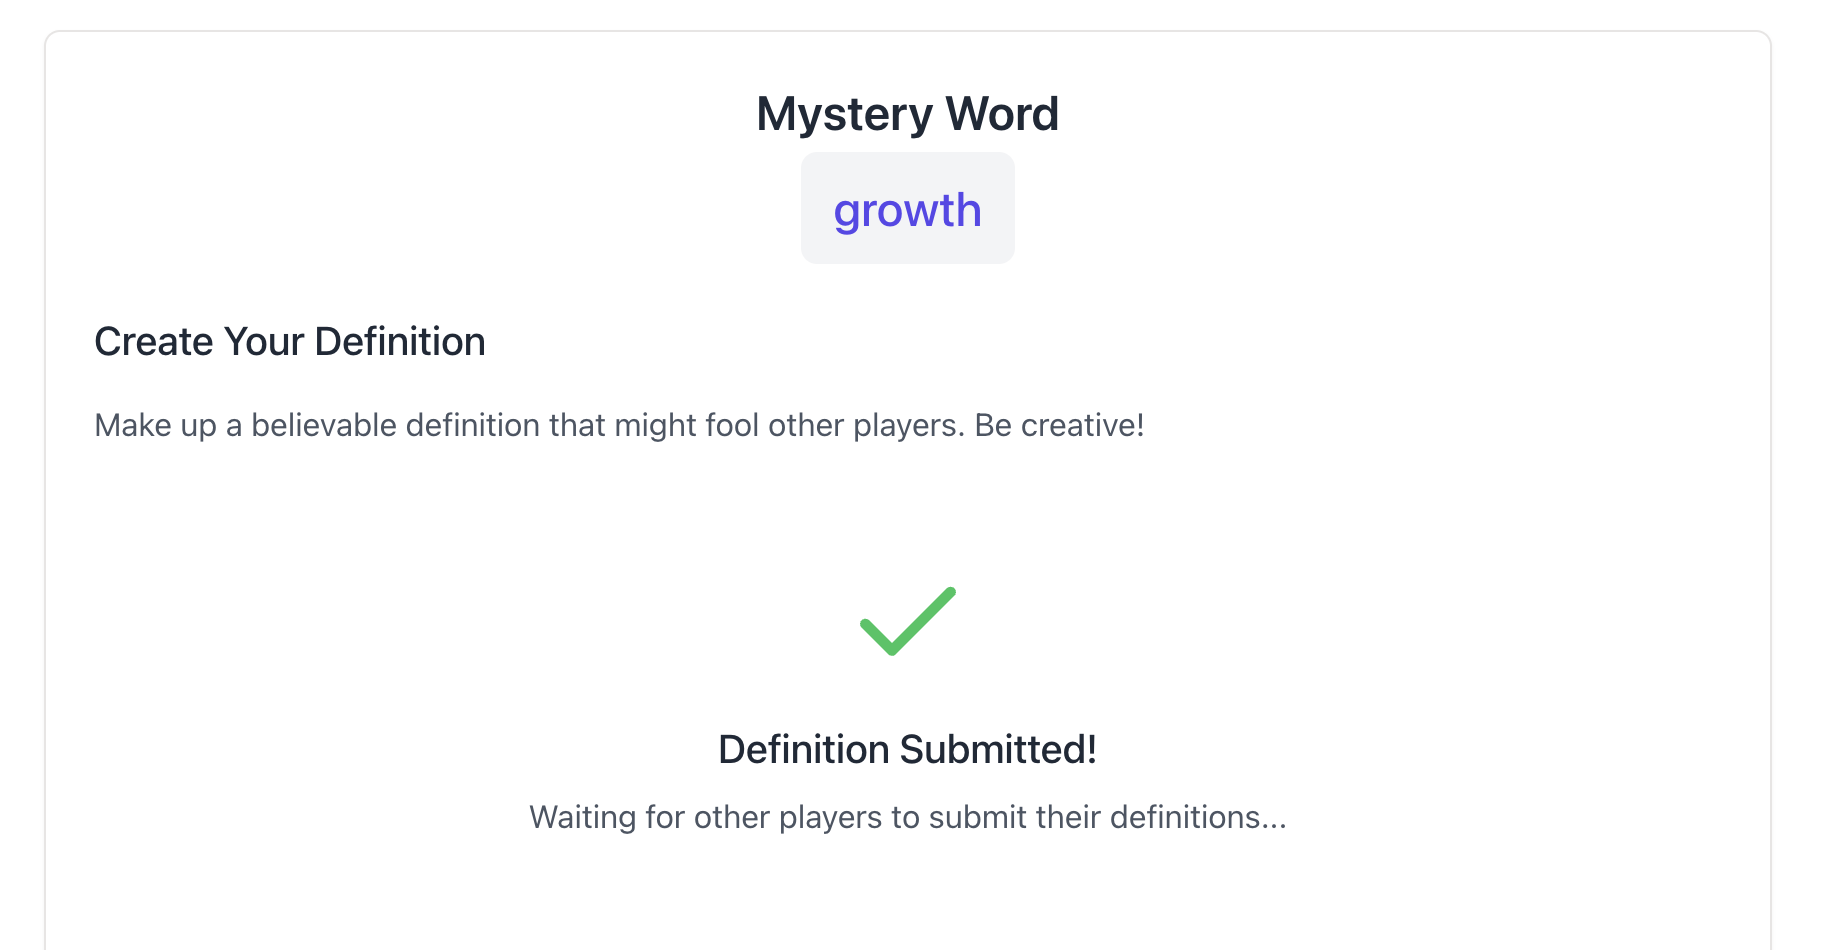 Mystery Word
growth
Create Your Definition
Make up a believable definition that might fool other players. Be creative!
Definition Submitted!
Waiting for other players to submit their definitions...